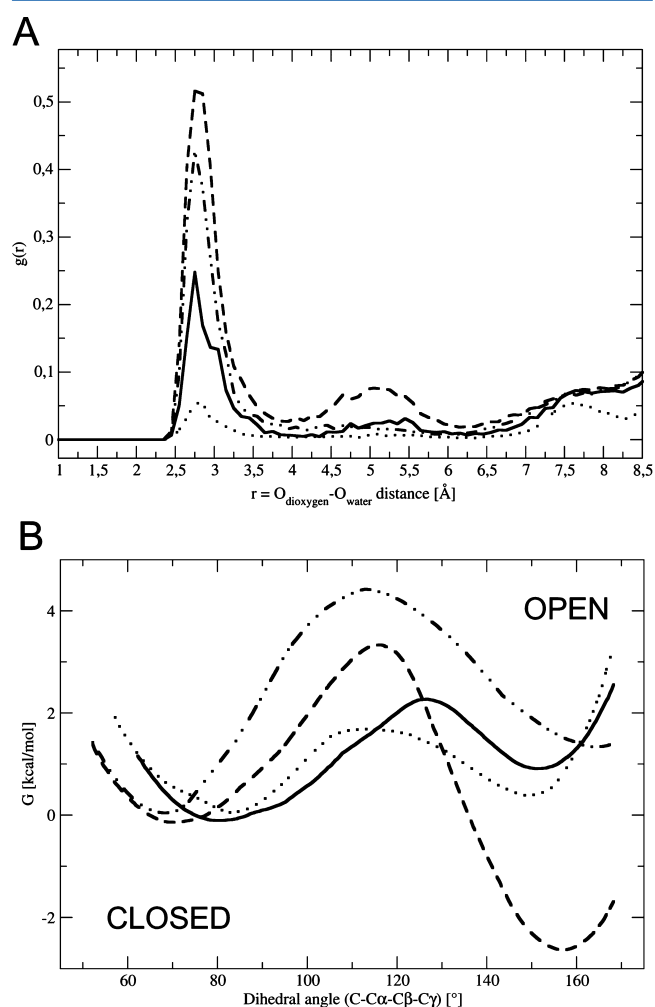 A
0,5
0,4
0,3
0,2
0,1
0
g(r)
1 1,5 2 2,5 3 3,5 4 4,5 5 5,5 6 6,5 7 7,5 8 8,5
r = Odioxygen-Owater distance [Å]
B
OPEN
4
2
0
-2
G [kcal/mol]
CLOSED
60 80 100 120 140 160
Dihedral angle (C-Cα-Cβ-Cγ) [°]